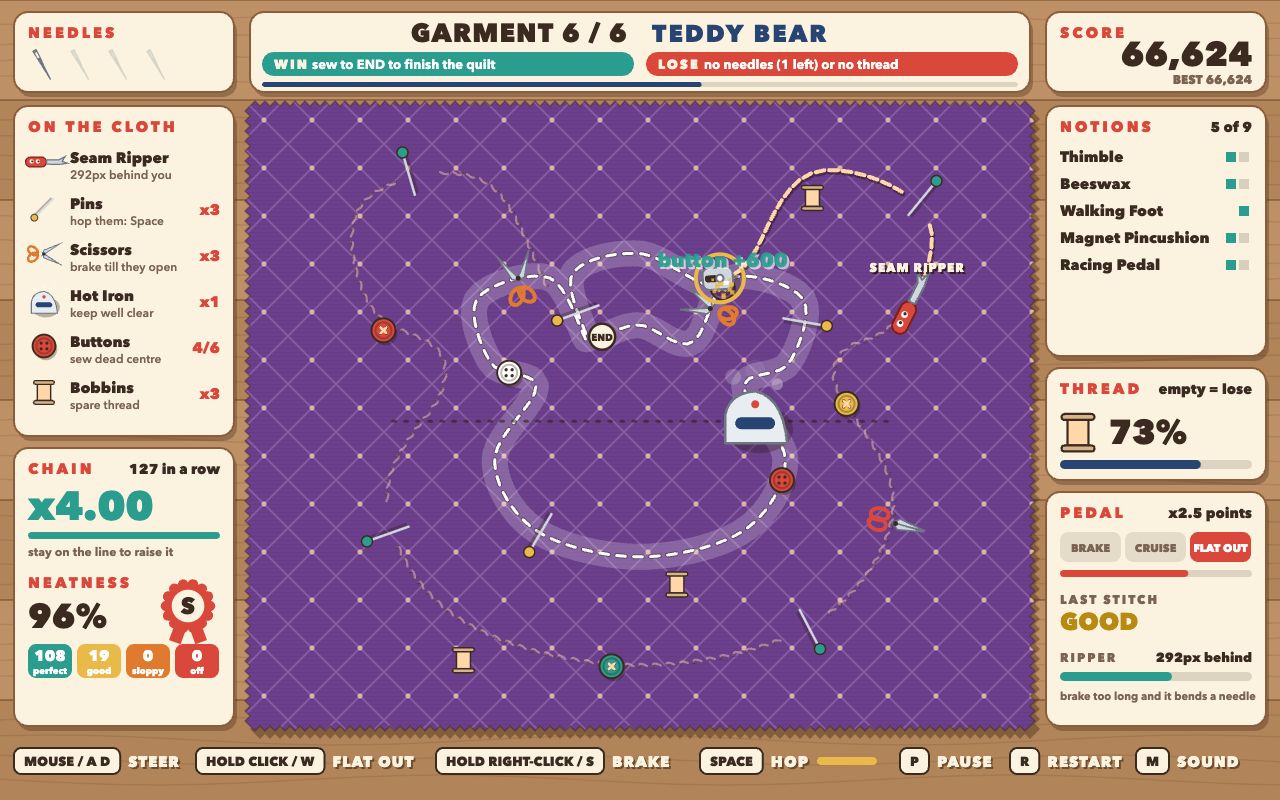 NEEDLES
GARMENT 6 / 6 TEDDY BEAR
WIN sew to END to finish the quilt
LOSE no needles (1 left) or no thread
SCORE
66,624
BEST 66,624
ON THE CLOTH
Seam Ripper
292px behind you
Pins
hop them: Space
x3
Scissors
brake till they open
x3
Hot Iron
keep well clear
x1
Buttons
sew dead centre
4/6
Bobbins
spare thread
x3
CHAIN 127 in a row
x4.00
stay on the line to raise it
NEATNESS
96%
S
108 perfect
19 good
0 sloppy
0 off
button +600
SEAM RIPPER
END
NOTIONS 5 of 9
Thimble
Beeswax
Walking Foot
Magnet Pincushion
Racing Pedal
THREAD empty = lose
73%
PEDAL x2.5 points
BRAKE CRUISE FLAT OUT
LAST STITCH
GOOD
RIPPER 292px behind
brake too long and it bends a needle
MOUSE / A D STEER HOLD CLICK / W FLAT OUT HOLD RIGHT-CLICK / S BRAKE SPACE HOP P PAUSE R RESTART M SOUND